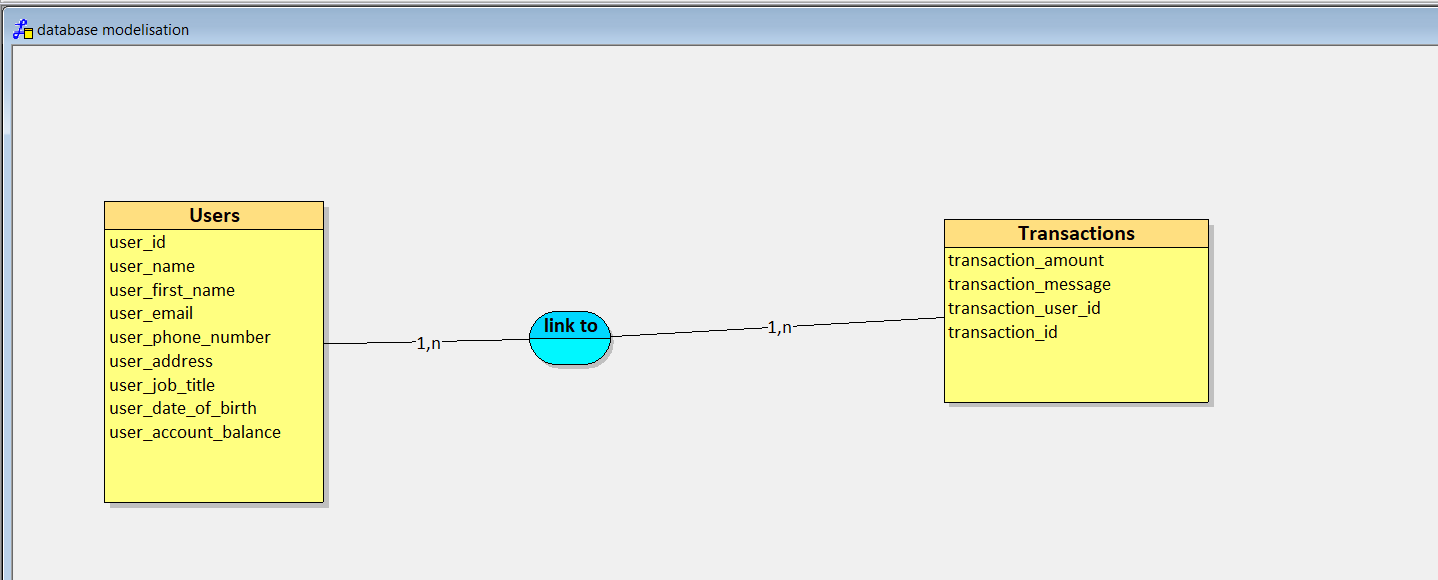 database modelisation
Users
user_id
user_name
user_first_name
user_email
user_phone_number
user_address
user_job_title
user_date_of_birth
user_account_balance
1,n
link to
1,n
Transactions
transaction_amount
transaction_message
transaction_user_id
transaction_id